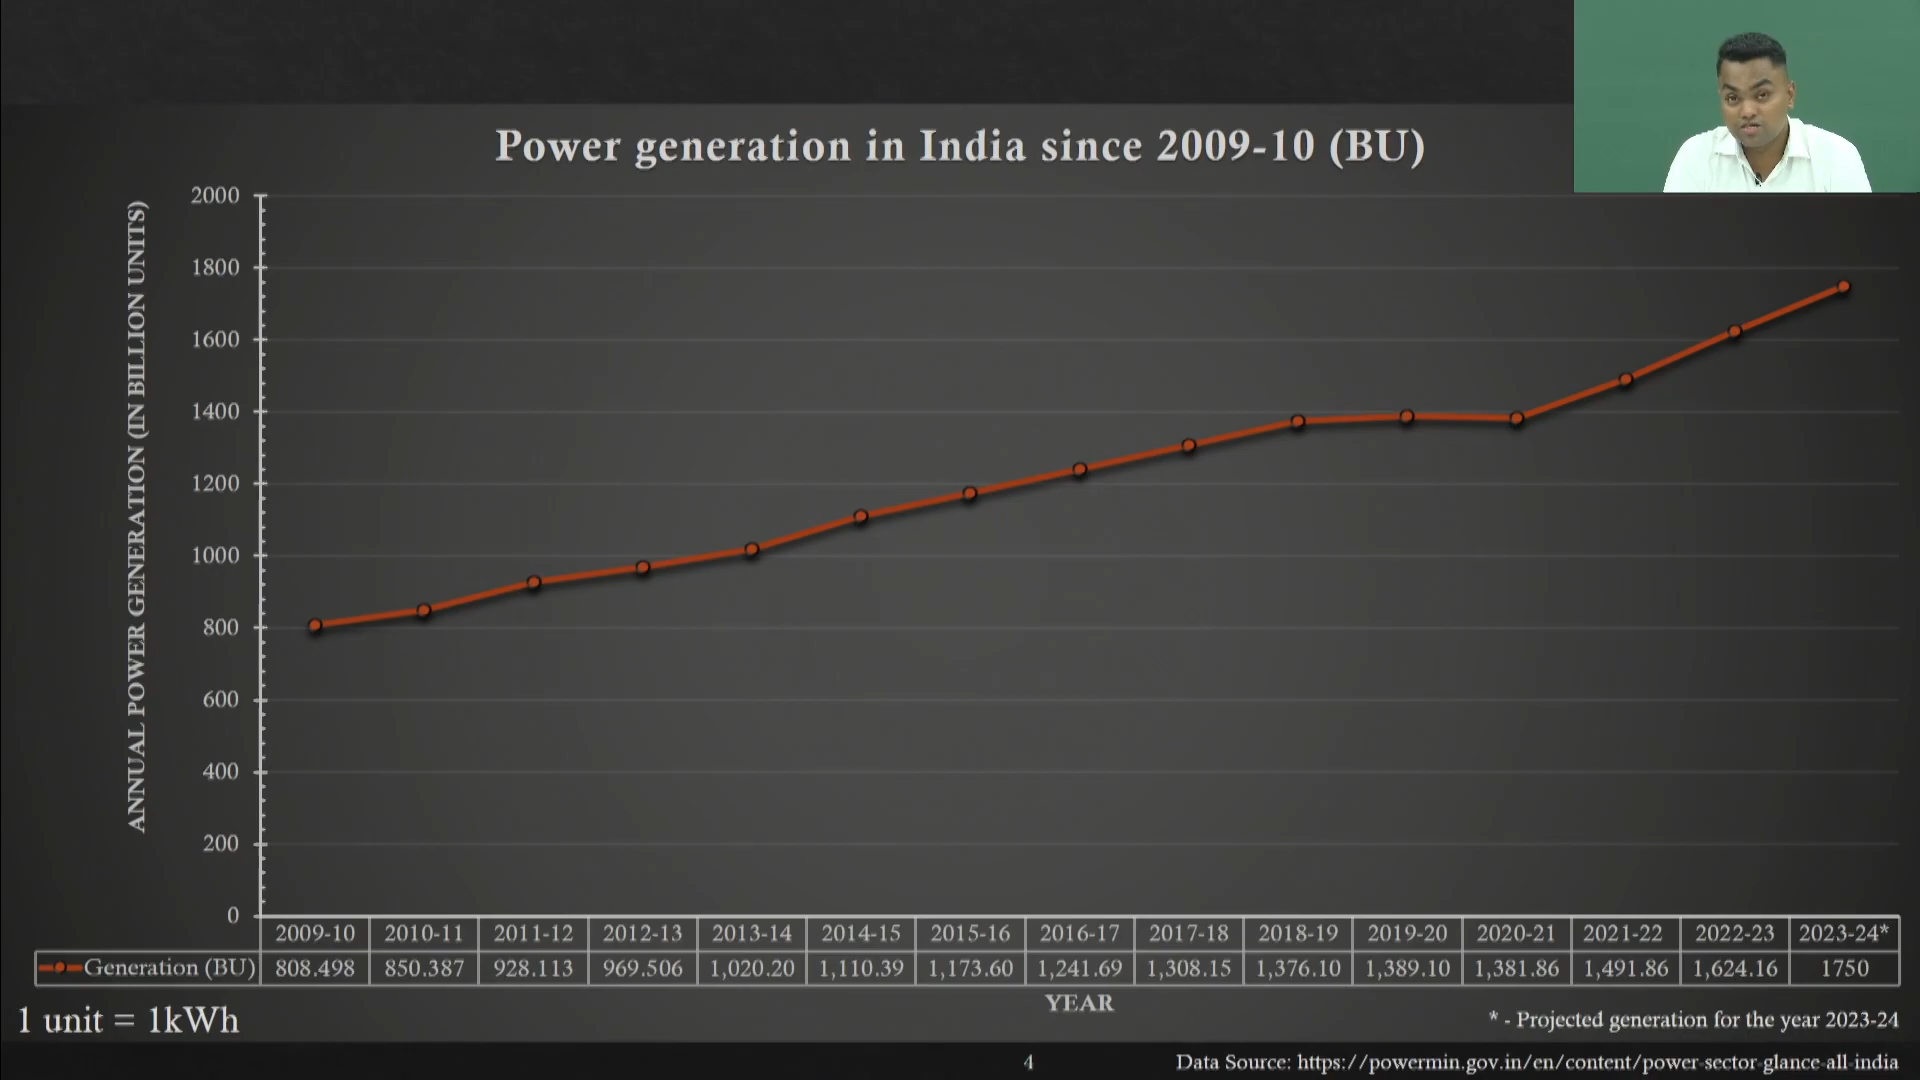 Power generation in India since 2009-10 (BU)
ANNUAL POWER GENERATION (IN BILLION UNITS)
2000
1800
1600
1400
1200
1000
800
600
400
200
0
2009-10 2010-11 2011-12 2012-13 2013-14 2014-15 2015-16 2016-17 2017-18 2018-19 2019-20 2020-21 2021-22 2022-23 2023-24*
Generation (BU) 808.498 850.387 928.113 969.506 1,020.20 1,110.39 1,173.60 1,241.69 1,308.15 1,376.10 1,389.10 1,381.86 1,491.86 1,624.16 1750
YEAR
1 unit = 1kWh
* - Projected generation for the year 2023-24
4
Data Source: https://powermin.gov.in/en/content/power-sector-glance-all-india